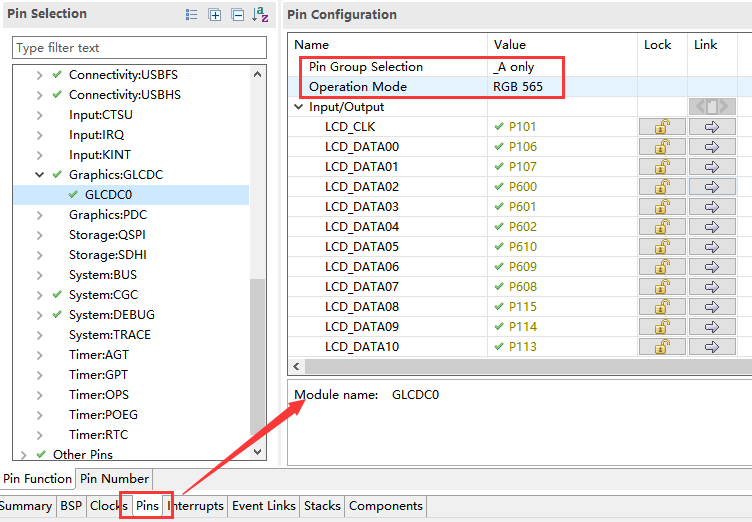 Pin Selection
Type filter text
Connectivity:USBFS
Connectivity:USBHS
Input:CTSU
Input:IRQ
Input:KINT
Graphics:GLCDC
GLCDC0
Graphics:PDC
Storage:QSPI
Storage:SDHI
System:BUS
System:CGC
System:DEBUG
System:TRACE
Timer:AGT
Timer:GPT
Timer:OPS
Timer:POEG
Timer:RTC
Other Pins
Pin Function Pin Number
Pin Configuration
Name Value Lock Link
Pin Group Selection _A only
Operation Mode RGB 565
Input/Output
LCD_CLK P101
LCD_DATA00 P106
LCD_DATA01 P107
LCD_DATA02 P600
LCD_DATA03 P601
LCD_DATA04 P602
LCD_DATA05 P610
LCD_DATA06 P609
LCD_DATA07 P608
LCD_DATA08 P115
LCD_DATA09 P114
LCD_DATA10 P113
Module name: GLCDC0
Summary BSP Clocks Pins Interrupts Event Links Stacks Components